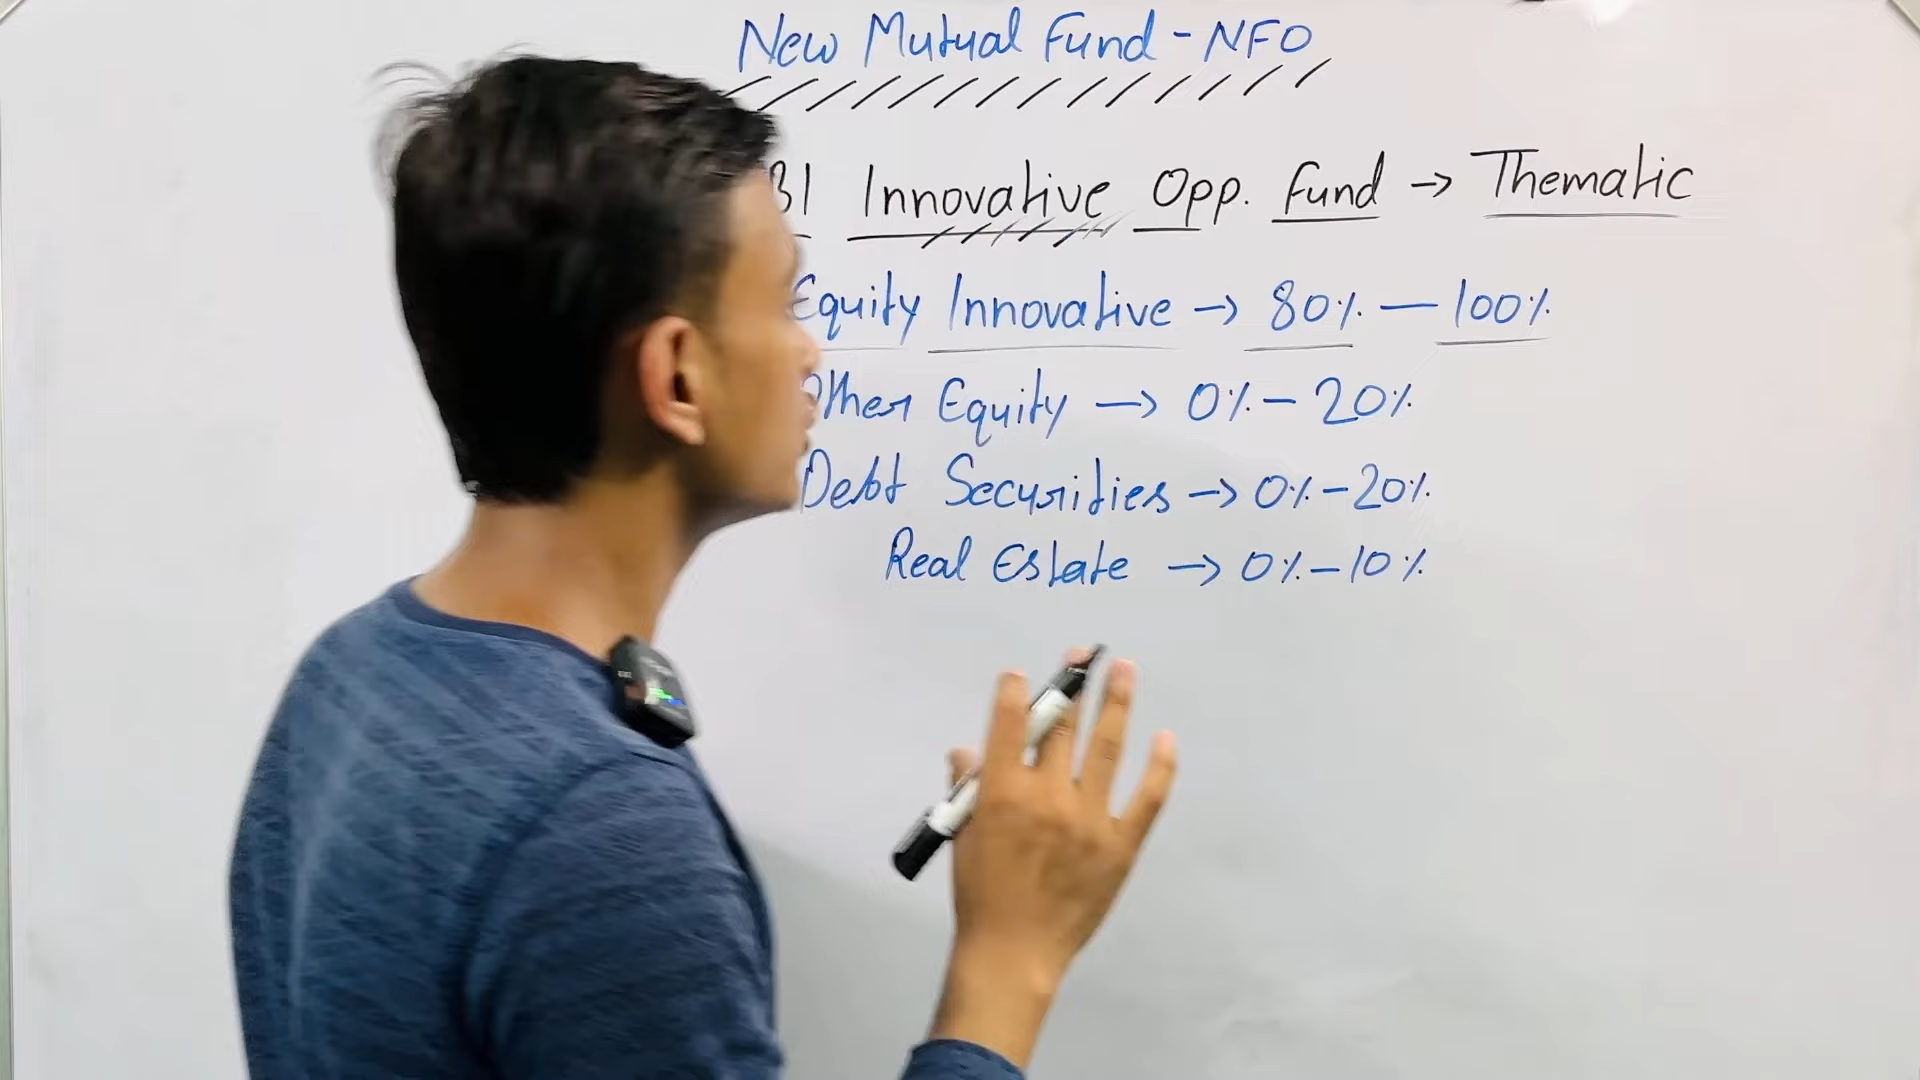 New Mutual Fund - NFO
BI Innovative Opp. Fund → Thematic
Equity Innovative → 80% — 100%
Other Equity → 0% - 20%
Debt Securities → 0% - 20%
Real Estate → 0% - 10%